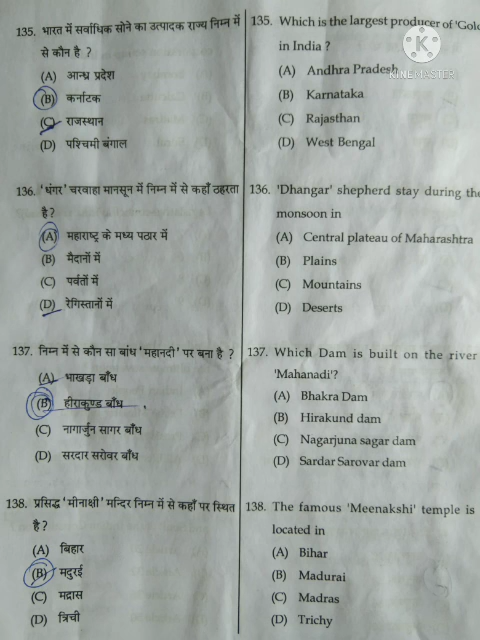 135. भारत में सर्वाधिक सोने का उत्पादक राज्य निम्न में
से कौन है ?
(A) आन्ध्र प्रदेश
(B) कर्नाटक
(C) राजस्थान
(D) पश्चिमी बंगाल
136. 'धंगर' चरवाहा मानसून में निम्न में से कहाँ ठहरता
है?
(A) महाराष्ट्र के मध्य पठार में
(B) मैदानों में
(C) पर्वतों में
(D) रेगिस्तानों में
137. निम्न में से कौन सा बांध 'महानदी' पर बना है ?
(A) भाखड़ा बाँध
(B) हीराकुण्ड बाँध
(C) नागार्जुन सागर बाँध
(D) सरदार सरोवर बाँध
138. प्रसिद्ध 'मीनाक्षी' मन्दिर निम्न में से कहाँ पर स्थित
है?
(A) बिहार
(B) मदुरई
(C) मद्रास
(D) त्रिची
135. Which is the largest producer of 'Gol
in India ?
(A) Andhra Pradesh
(B) Karnataka
(C) Rajasthan
(D) West Bengal
136. 'Dhangar' shepherd stay during the
monsoon in
(A) Central plateau of Maharashtra
(B) Plains
(C) Mountains
(D) Deserts
137. Which Dam is built on the river
'Mahanadi'?
(A) Bhakra Dam
(B) Hirakund dam
(C) Nagarjuna sagar dam
(D) Sardar Sarovar dam
138. The famous 'Meenakshi' temple is
located in
(A) Bihar
(B) Madurai
(C) Madras
(D) Trichy
KINEMASTER